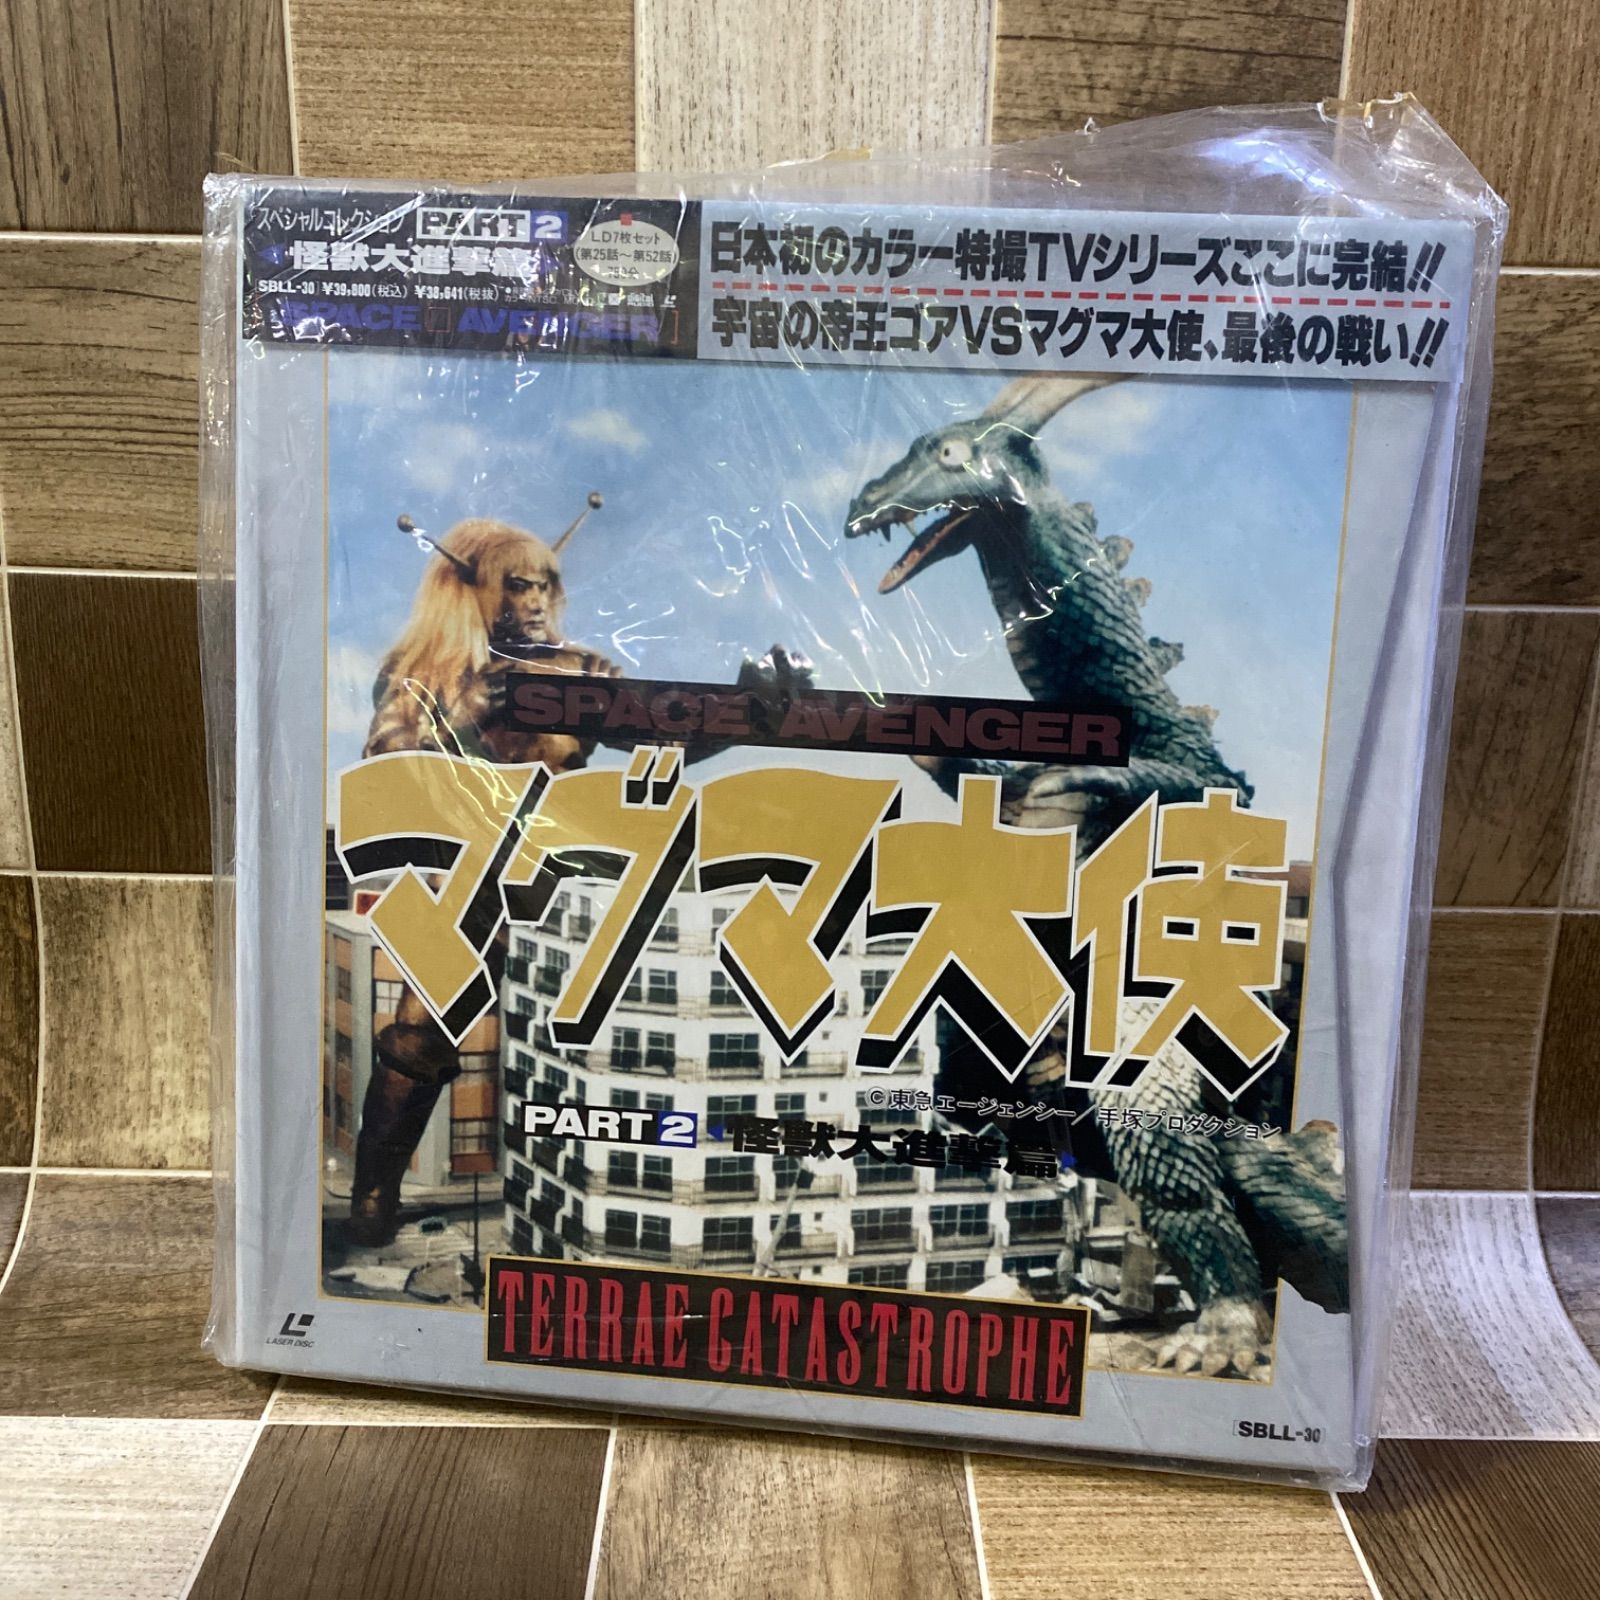 スペシャルコレクション PART 2
怪獣大進撃篇
SBLL-30 ¥39,800(税込) ¥38,641(税抜)
SPACE AVENGER
LD7枚セット
(第25話~第52話)
日本初のカラー特撮TVシリーズここに完結!!
宇宙の帝王ゴアVSマグマ大使、最後の戦い!!
SPACE AVENGER
マグマ大使
©東急エージェンシー/手塚プロダクション
PART 2 怪獣大進撃篇
TERRAE CATASTROPHE
LASER DISC
[SBLL-30]